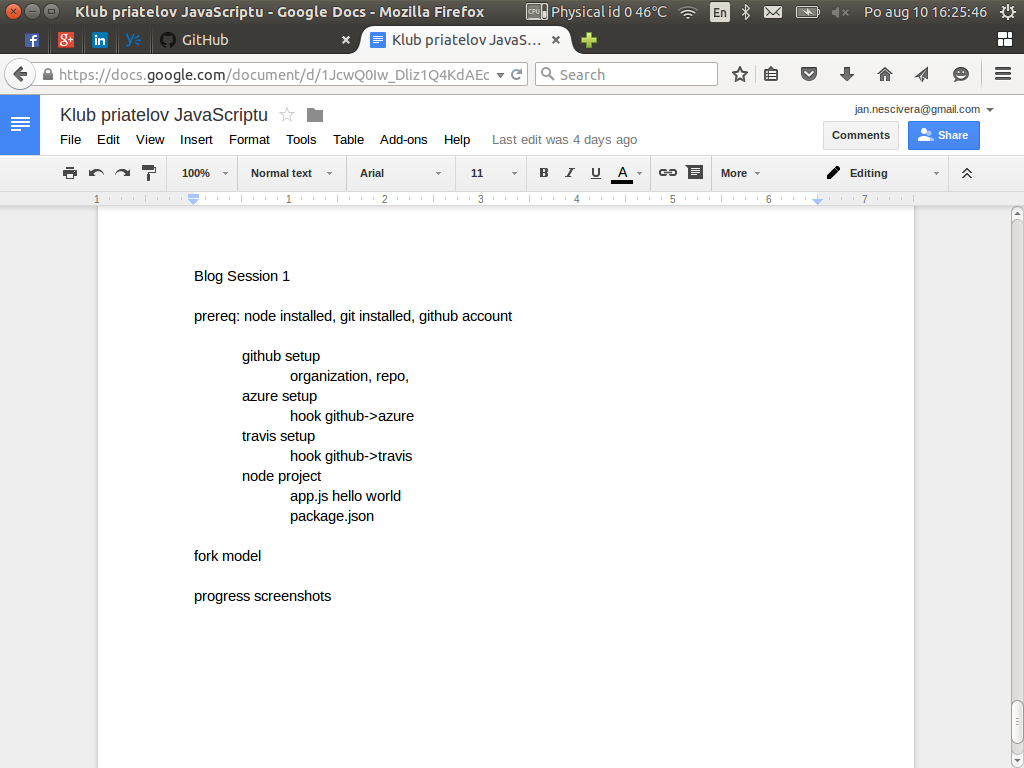 Klub priatelov JavaScriptu - Google Docs - Mozilla Firefox
Physical id 0 46°C
En
Po aug 10 16:25:46
GitHub
Klub priatelov JavaS...
https://docs.google.com/document/d/1JcwQ0Iw_Dliz1Q4KdAEc
Search
Klub priatelov JavaScriptu
jan.nescivera@gmail.com
File Edit View Insert Format Tools Table Add-ons Help Last edit was 4 days ago
Comments
Share
100% Normal text Arial 11 B I U A More Editing
1 1 2 3 4 5 6 7
Blog Session 1
prereq: node installed, git installed, github account
github setup
organization, repo,
azure setup
hook github->azure
travis setup
hook github->travis
node project
app.js hello world
package.json
fork model
progress screenshots